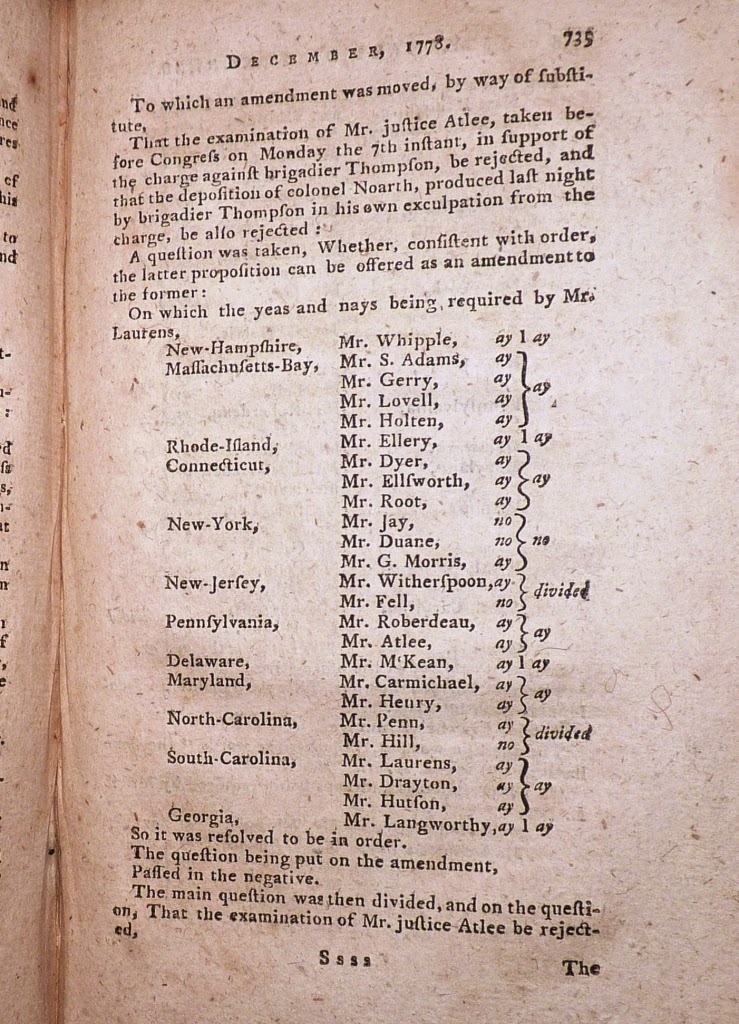 DECEMBER, 1778. 735
To which an amendment was moved, by way of ſubſti-
tute,
That the examination of Mr. juſtice Atlee, taken be-
fore Congreſs on Monday the 7th inſtant, in ſupport of
the charge againſt brigadier Thompſon, be rejected, and
that the depoſition of colonel Noarth, produced laſt night
by brigadier Thompſon in his own exculpation from the
charge, be alſo rejected :
A queſtion was taken, Whether, conſiſtent with order,
the latter propoſition can be offered as an amendment to
the former :
On which the yeas and nays being required by Mr.
Laurens,
New-Hampſhire, Mr. Whipple, ay 1 ay
Maſſachuſetts-Bay, Mr. S. Adams, ay
Mr. Gerry, ay } ay
Mr. Lovell, ay
Mr. Holten, ay
Rhode-Iſland, Mr. Ellery, ay 1 ay
Connecticut, Mr. Dyer, ay
Mr. Ellſworth, ay } ay
Mr. Root, ay
New-York, Mr. Jay, no
Mr. Duane, no } no
Mr. G. Morris, ay
New-Jerſey, Mr. Witherſpoon, ay } divided
Mr. Fell, no
Pennſylvania, Mr. Roberdeau, ay } ay
Mr. Atlee, ay
Delaware, Mr. M‘Kean, ay 1 ay
Maryland, Mr. Carmichael, ay } ay
Mr. Henry, ay
North-Carolina, Mr. Penn, ay } divided
Mr. Hill, no
South-Carolina, Mr. Laurens, ay
Mr. Drayton, ay } ay
Mr. Hutſon, ay
Georgia, Mr. Langworthy, ay 1 ay
So it was reſolved to be in order.
The queſtion being put on the amendment,
Paſſed in the negative.
The main queſtion was then divided, and on the queſti-
on, That the examination of Mr. juſtice Atlee be reject-
ed,
Ssss The